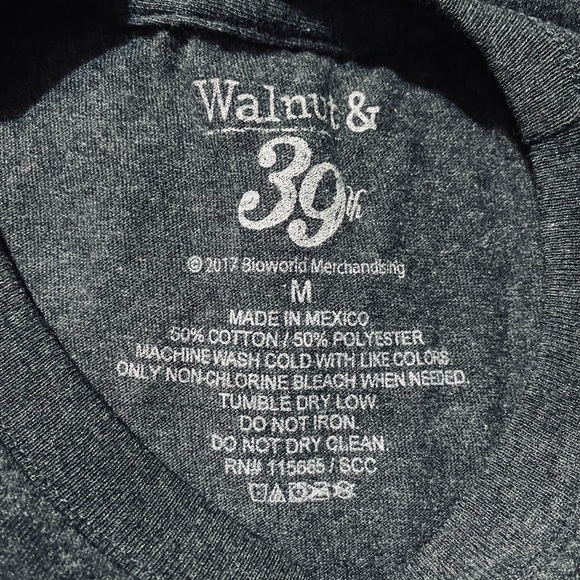 Walnut &
39th
© 2017 Bioworld Merchandising
M
MADE IN MEXICO
50% COTTON / 50% POLYESTER
MACHINE WASH COLD WITH LIKE COLORS
ONLY NON-CHLORINE BLEACH WHEN NEEDED.
TUMBLE DRY LOW.
DO NOT IRON.
DO NOT DRY CLEAN.
RN# 115665 / SCC